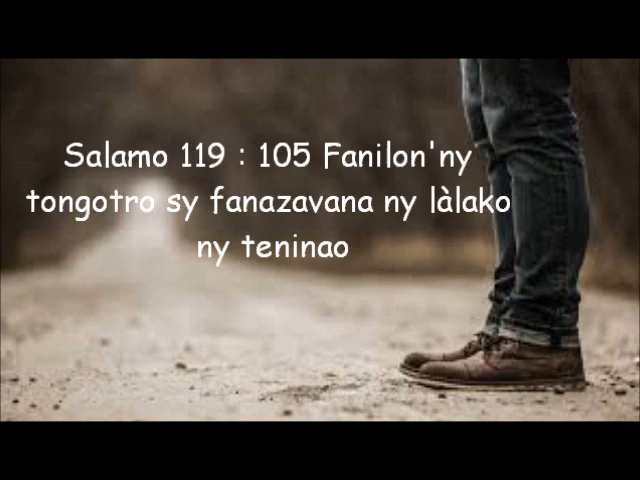 Salamo 119 : 105 Fanilon'ny
tongotro sy fanazavana ny làlako
ny teninao